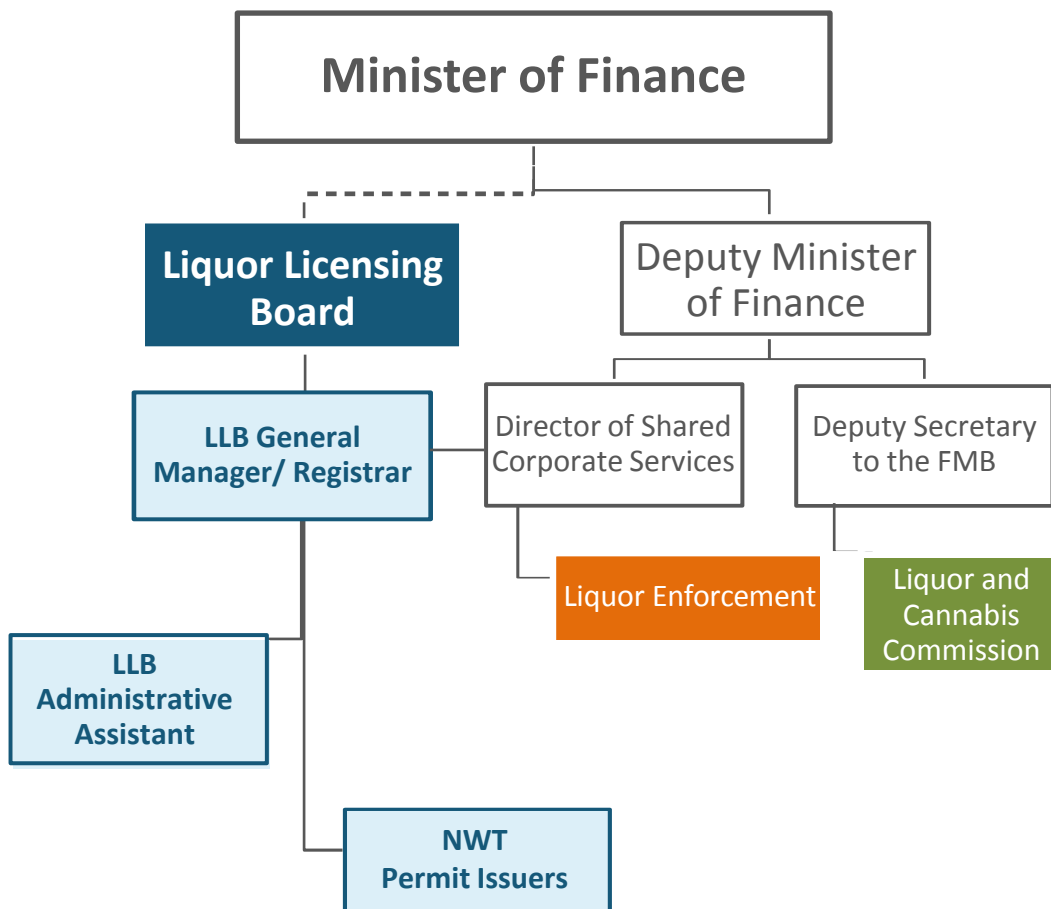 Minister of Finance
Liquor Licensing
Board
Deputy Minister
of Finance
LLB General
Manager/ Registrar
Director of Shared
Corporate Services
Deputy Secretary
to the FMB
Liquor Enforcement
Liquor and
Cannabis
Commission
LLB
Administrative
Assistant
NWT
Permit Issuers